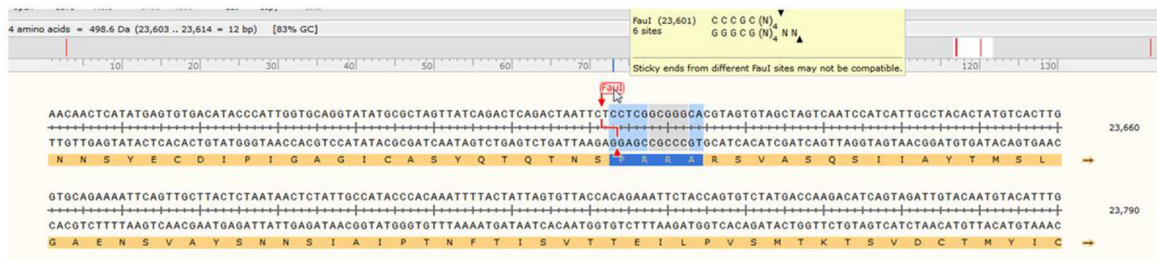 FauI (23,601) CCCGC(N)4
6 sites GGGCG(N)4NN
4 amino acids = 498.6 Da (23,603 .. 23,614 = 12 bp) [83% GC]
Sticky ends from different FauI sites may not be compatible.
10 20 30 40 50 60 70 120 130
FauI
AACAACTCATATGAGTGTGACATACCCATTGGTGCAGGTATATGCGCTAGTTATCAGACTCAGACTAATTCTCCTCGGCGGGCACGTAGTGTAGCTAGTCAATCCATCATTGCCTACACTATGTCACTTG
23,660
TTGTTGAGTATACTCACACTGTATGGGTAACCACGTCCATATACGCGATCAATAGTCTGAGTCTGATTAAGAGGAGCCGCCCGTGCATCACATCGATCAGTTAGGTAGTAACGGATGTGATACAGTGAAC
N N S Y E C D I P I G A G I C A S Y Q T Q T N S P R R A R S V A S Q S I I A Y T M S L
GTGCAGAAAATTCAGTTGCTTACTCTAATAACTCTATTGCCATACCCACAAATTTTACTATTAGTGTTACCACAGAAATTCTACCAGTGTCTATGACCAAGACATCAGTAGATTGTACAATGTACATTTG
23,790
CACGTCTTTTAAGTCAACGAATGAGATTATTGAGATAACGGTATGGGTGTTTAAAATGATAATCACAATGGTGTCTTTAAGATGGTCACAGATACTGGTTCTGTAGTCATCTAACATGTTACATGTAAAC
G A E N S V A Y S N N S I A I P T N F T I S V T T E I L P V S M T K T S V D C T M Y I C